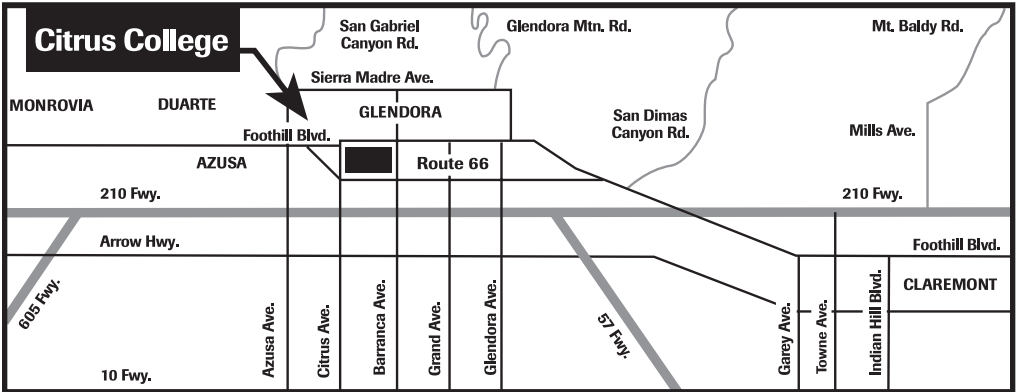 Citrus College
San Gabriel
Canyon Rd.
Glendora Mtn. Rd.
Mt. Baldy Rd.
Sierra Madre Ave.
MONROVIA
DUARTE
GLENDORA
San Dimas
Canyon Rd.
Mills Ave.
Foothill Blvd.
AZUSA
Route 66
210 Fwy.
210 Fwy.
Arrow Hwy.
Foothill Blvd.
CLAREMONT
605 Fwy.
Azusa Ave.
Citrus Ave.
Barranca Ave.
Grand Ave.
Glendora Ave.
57 Fwy.
Garey Ave.
Towne Ave.
Indian Hill Blvd.
10 Fwy.